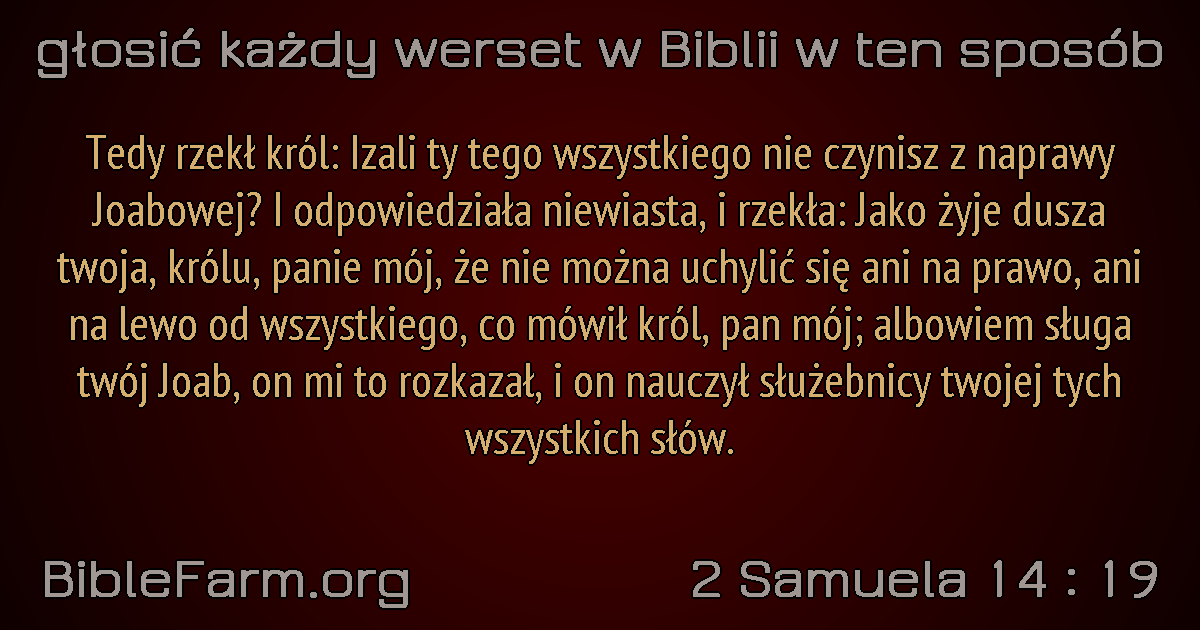 głosić każdy werset w Biblii w ten sposób
Tedy rzekł król: Izali ty tego wszystkiego nie czynisz z naprawy
Joabowej? I odpowiedziała niewiasta, i rzekła: Jako żyje dusza
twoja, królu, panie mój, że nie można uchylić się ani na prawo, ani
na lewo od wszystkiego, co mówił król, pan mój; albowiem sługa
twój Joab, on mi to rozkazał, i on nauczył służebnicy twojej tych
wszystkich słów.
BibleFarm.org
2 Samuela 14 : 19